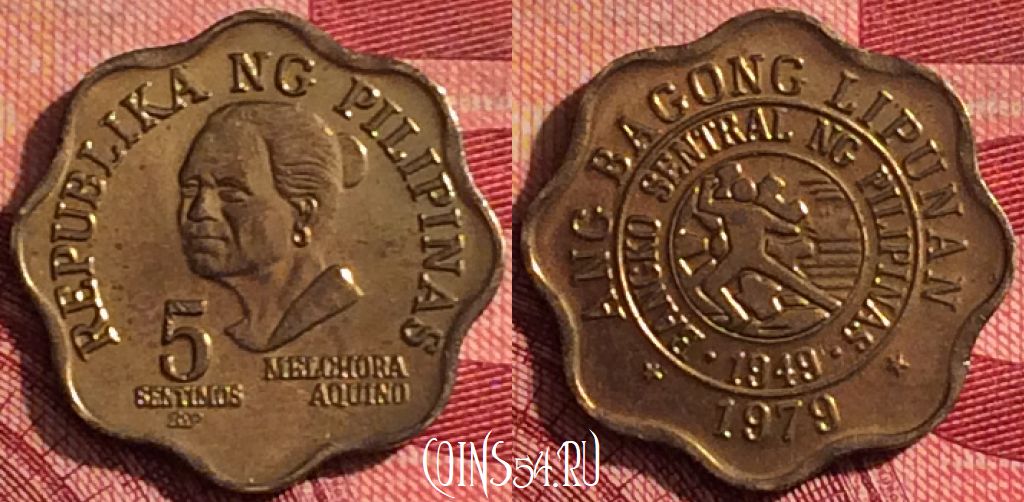 REPUBLIKA NG PILIPINAS
5
SENTIMOS
MELCHORA
AQUINO
ANG BAGONG LIPUNAN
BANGKO SENTRAL NG PILIPINAS
1949
1979
COINS54.RU